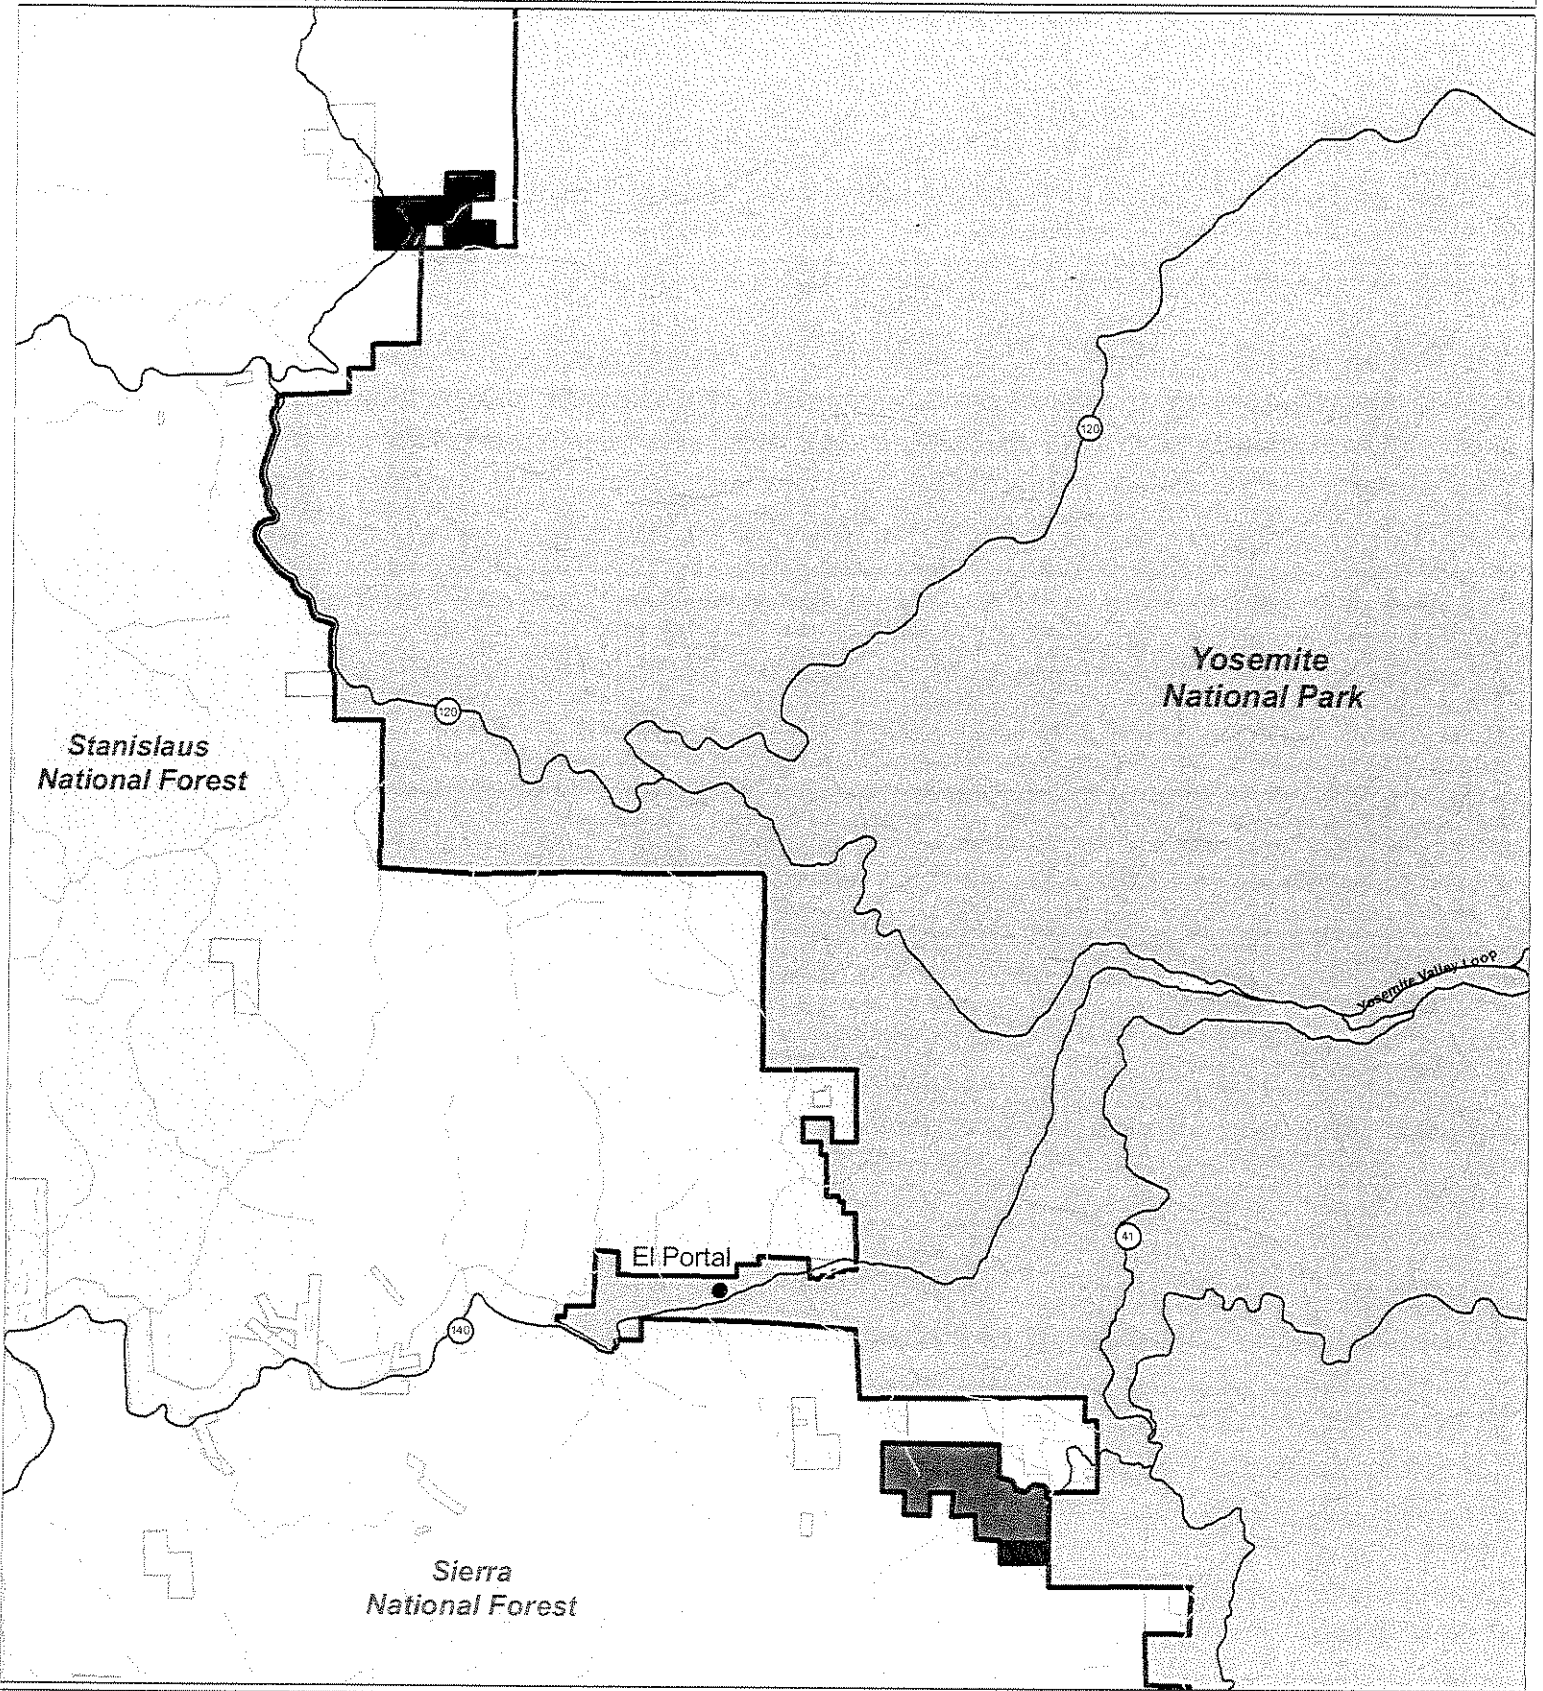 120
Yosemite
National Park
120
Stanislaus
National Forest
Yosemite Valley Loop
41
El Portal
140
Sierra
National Forest